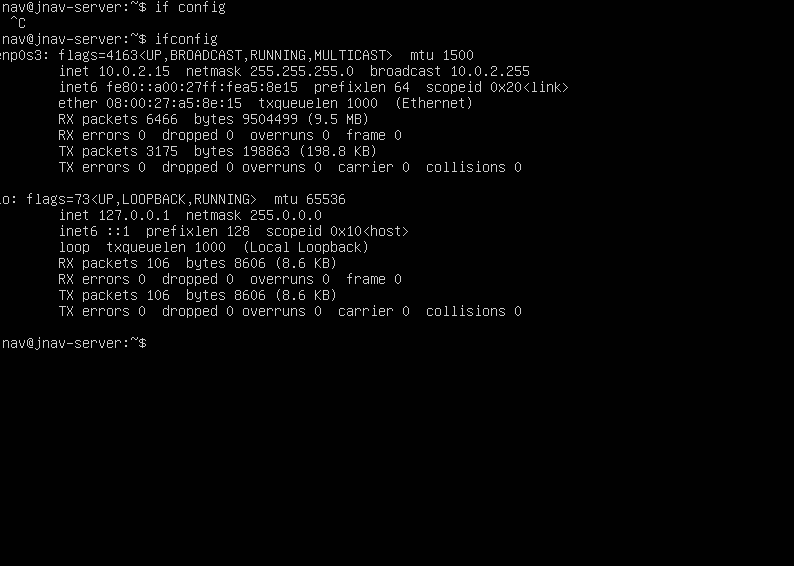 nav@jnav-server:~$ if config
^C
nav@jnav-server:~$ ifconfig
enp0s3: flags=4163<UP,BROADCAST,RUNNING,MULTICAST>  mtu 1500
        inet 10.0.2.15  netmask 255.255.255.0  broadcast 10.0.2.255
        inet6 fe80::a00:27ff:fea5:8e15  prefixlen 64  scopeid 0x20<link>
        ether 08:00:27:a5:8e:15  txqueuelen 1000  (Ethernet)
        RX packets 6466  bytes 9504499 (9.5 MB)
        RX errors 0  dropped 0  overruns 0  frame 0
        TX packets 3175  bytes 198863 (198.8 KB)
        TX errors 0  dropped 0 overruns 0  carrier 0  collisions 0
lo: flags=73<UP,LOOPBACK,RUNNING>  mtu 65536
        inet 127.0.0.1  netmask 255.0.0.0
        inet6 ::1  prefixlen 128  scopeid 0x10<host>
        loop  txqueuelen 1000  (Local Loopback)
        RX packets 106  bytes 8606 (8.6 KB)
        RX errors 0  dropped 0  overruns 0  frame 0
        TX packets 106  bytes 8606 (8.6 KB)
        TX errors 0  dropped 0 overruns 0  carrier 0  collisions 0
nav@jnav-server:~$